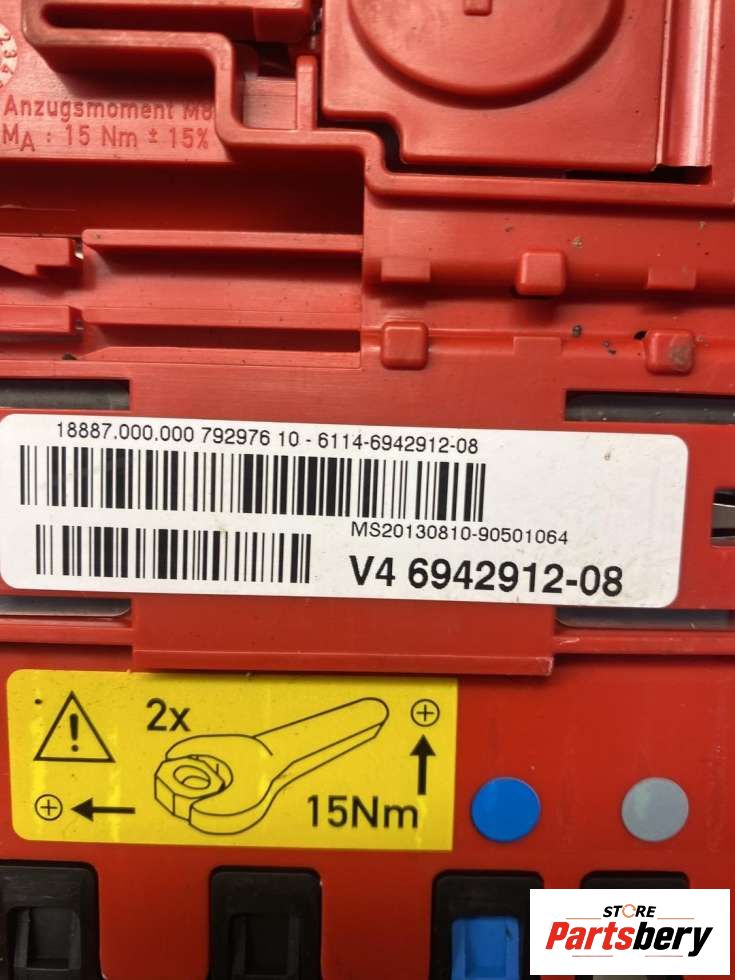 Anzugsmoment M8
MA : 15 Nm ± 15%
18887.000.000 792976 10 - 6114-6942912-08
MS20130810-90501064
V4 6942912-08
2x
15Nm
STORE
Partsbery